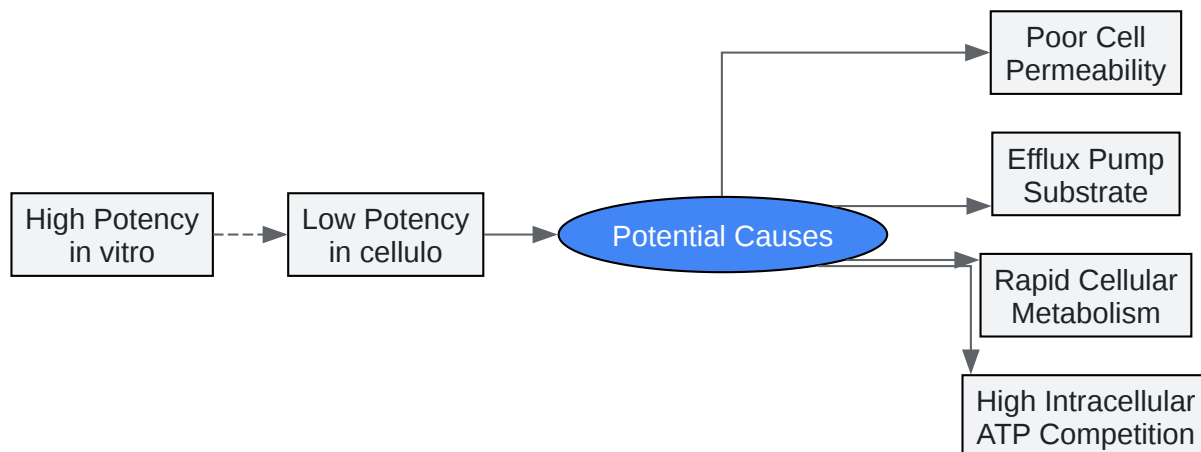 High Potency
in vitro
Low Potency
in cellulo
Potential Causes
Poor Cell
Permeability
Efflux Pump
Substrate
Rapid Cellular
Metabolism
High Intracellular
ATP Competition